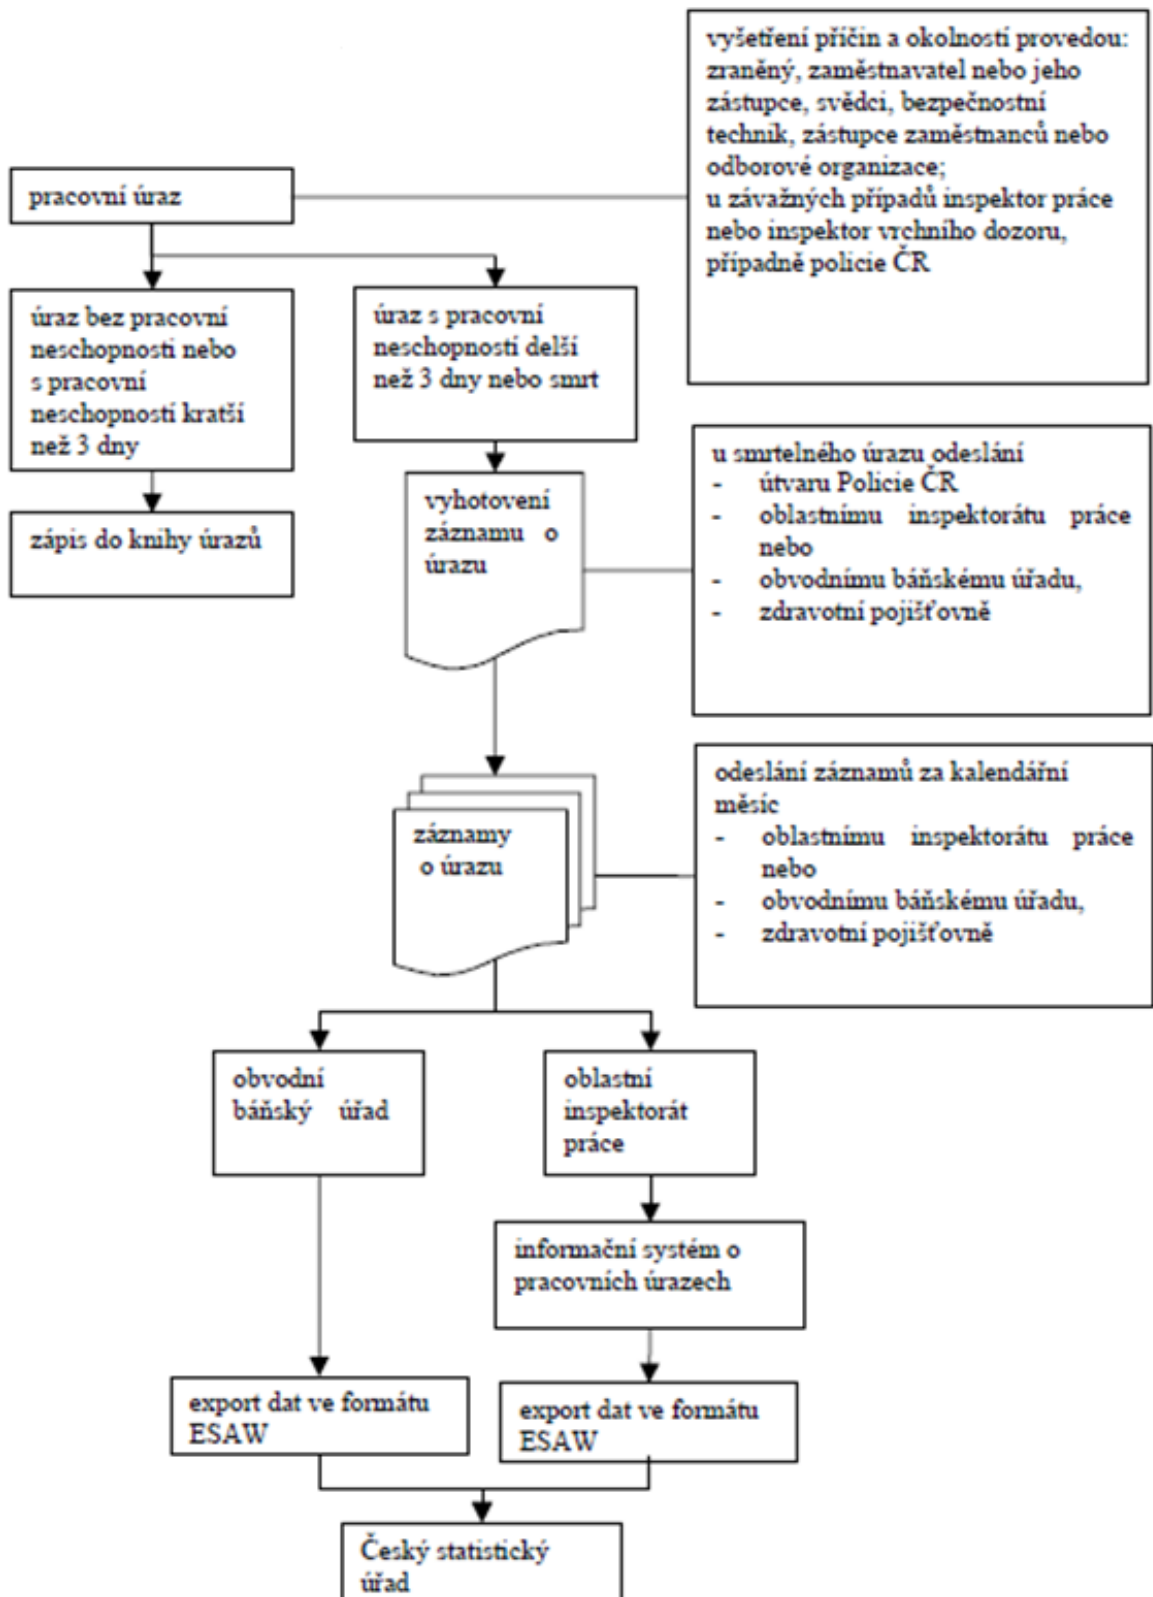 vyšetření příčin a okolností provedou:
zraněný, zaměstnavatel nebo jeho
zástupce, svědci, bezpečnostní
technik, zástupce zaměstnanců nebo
odborové organizace;
u závažných případů inspektor práce
nebo inspektor vrchního dozoru,
případně policie ČR
pracovní úraz
úraz bez pracovní
neschopnosti nebo
s pracovní
neschopností kratší
než 3 dny
úraz s pracovní
neschopností delší
než 3 dny nebo smrt
zápis do knihy úrazů
vyhotovení
záznamu o
úrazu
u smrtelného úrazu odeslání
- útvaru Policie ČR
- oblastnímu inspektorátu práce
nebo
- obvodnímu báňskému úřadu,
- zdravotní pojišťovně
záznamy
o úrazu
odeslání záznamů za kalendářní
měsíc
- oblastnímu inspektorátu práce
nebo
- obvodnímu báňskému úřadu,
- zdravotní pojišťovně
obvodní
báňský úřad
oblastní
inspektorát
práce
informační systém o
pracovních úrazech
export dat ve formátu
ESAW
export dat ve formátu
ESAW
Český statistický
úřad